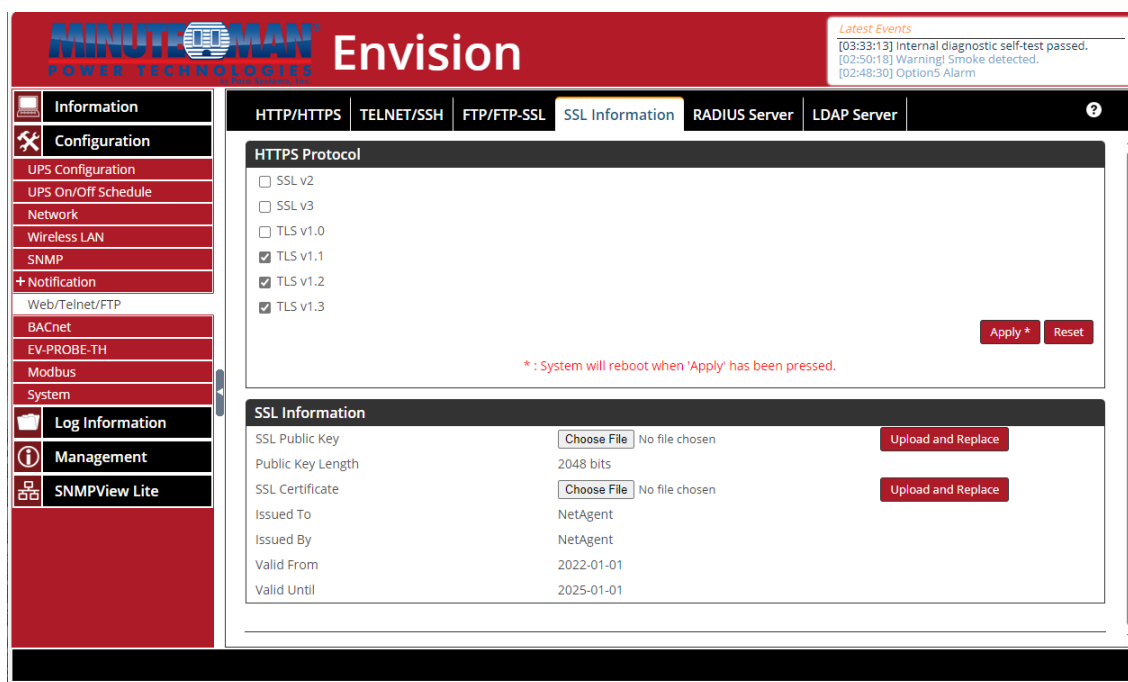 MINUTEMAN®
POWER TECHNOLOGIES
by Para Systems, Inc.
Envision
Latest Events
[03:33:13] Internal diagnostic self-test passed.
[02:50:18] Warning! Smoke detected.
[02:48:30] Option5 Alarm
Information
Configuration
UPS Configuration
UPS On/Off Schedule
Network
Wireless LAN
SNMP
+ Notification
Web/Telnet/FTP
BACnet
EV-PROBE-TH
Modbus
System
Log Information
Management
SNMPView Lite
HTTP/HTTPS TELNET/SSH FTP/FTP-SSL SSL Information RADIUS Server LDAP Server ?
HTTPS Protocol
SSL v2
SSL v3
TLS v1.0
TLS v1.1
TLS v1.2
TLS v1.3
Apply * Reset
* : System will reboot when 'Apply' has been pressed.
SSL Information
SSL Public Key Choose File No file chosen Upload and Replace
Public Key Length 2048 bits
SSL Certificate Choose File No file chosen Upload and Replace
Issued To NetAgent
Issued By NetAgent
Valid From 2022-01-01
Valid Until 2025-01-01